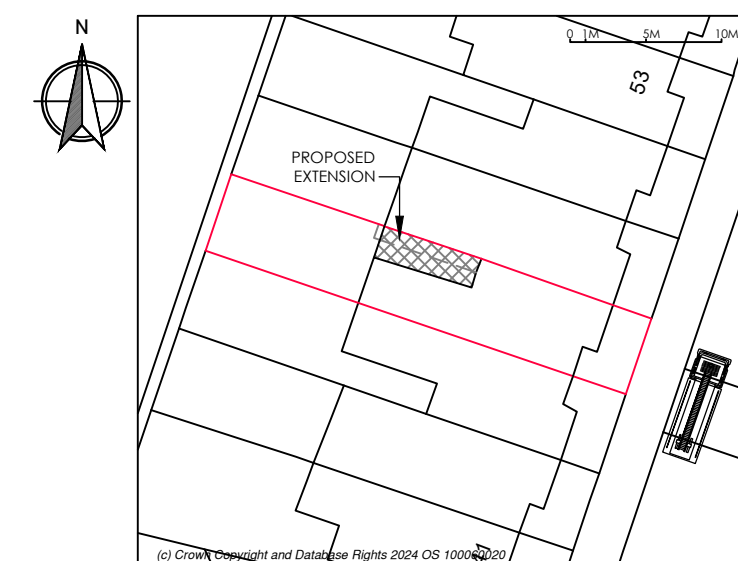 N
0 1M 5M 10M
53
PROPOSED
EXTENSION
(c) Crown Copyright and Database Rights 2024 OS 100060020